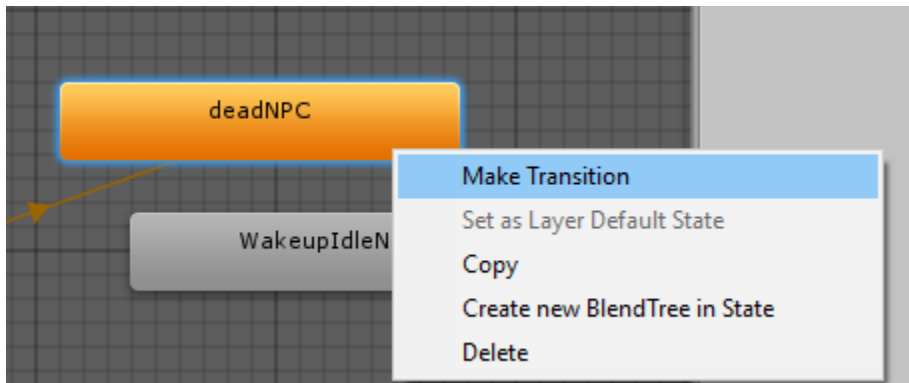 deadNPC
Make Transition
Set as Layer Default State
WakeupIdleN
Copy
Create new BlendTree in State
Delete